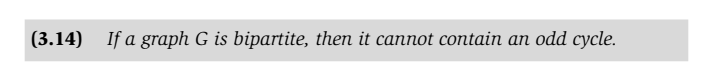 (3.14) If a graph G is bipartite, then it cannot contain an odd cycle.